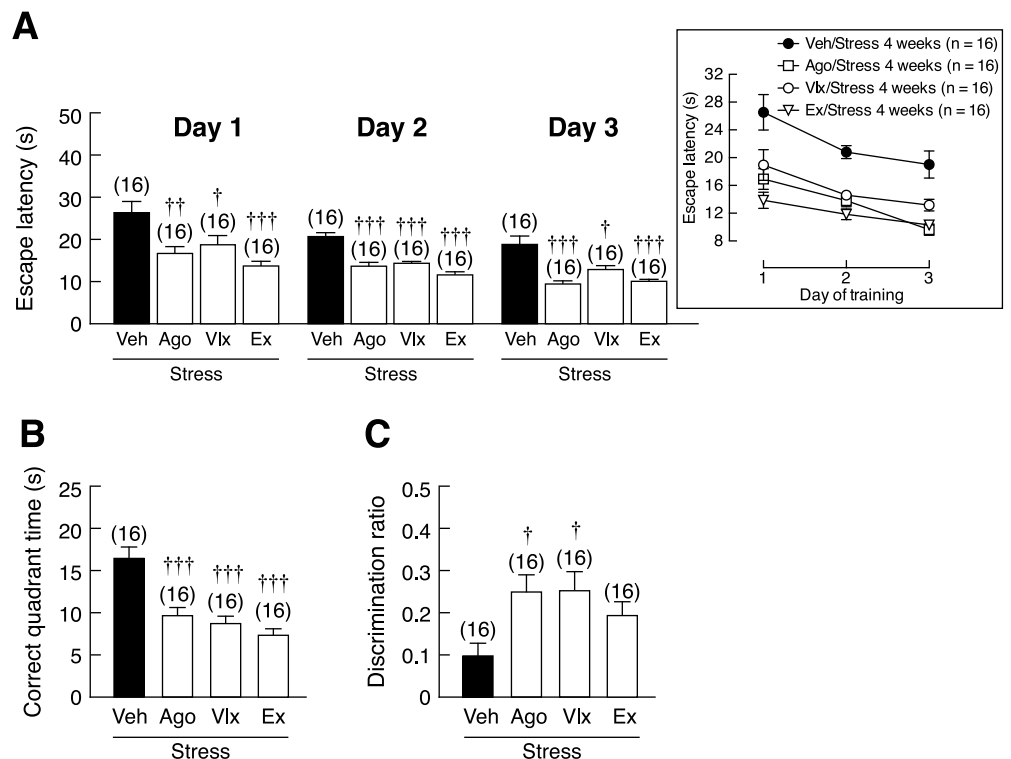 A
Escape latency (s)
50
40
30
20
10
0
Day 1
Day 2
Day 3
(16)
(16)
(16)
(16)
††
†
†††
(16)
(16)
(16)
(16)
†††
†††
†††
(16)
(16)
(16)
(16)
†††
†
†††
Veh Ago Vlx Ex
Veh Ago Vlx Ex
Veh Ago Vlx Ex
Stress
Stress
Stress
Veh/Stress 4 weeks (n = 16)
Ago/Stress 4 weeks (n = 16)
Vlx/Stress 4 weeks (n = 16)
Ex/Stress 4 weeks (n = 16)
Escape latency (s)
32
28
24
20
16
12
8
1 2 3
Day of training
B
Correct quadrant time (s)
25
20
15
10
5
0
(16)
†††
(16)
†††
(16)
†††
(16)
Veh Ago Vlx Ex
Stress
C
Discrimination ratio
0.5
0.4
0.3
0.2
0.1
0
(16)
†
(16)
†
(16)
(16)
Veh Ago Vlx Ex
Stress